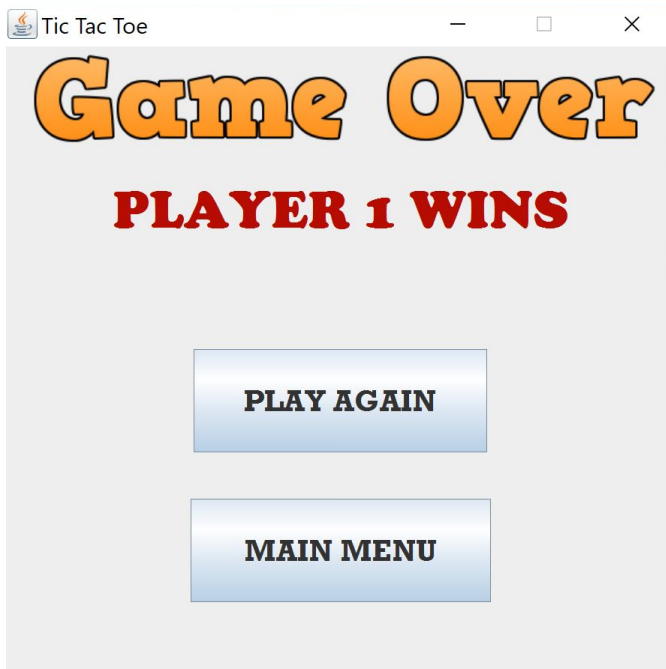 Tic Tac Toe
Game Over
PLAYER 1 WINS
PLAY AGAIN
MAIN MENU